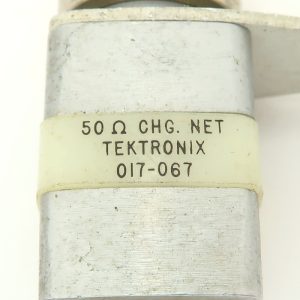 50 Ω CHG. NET
TEKTRONIX
017-067